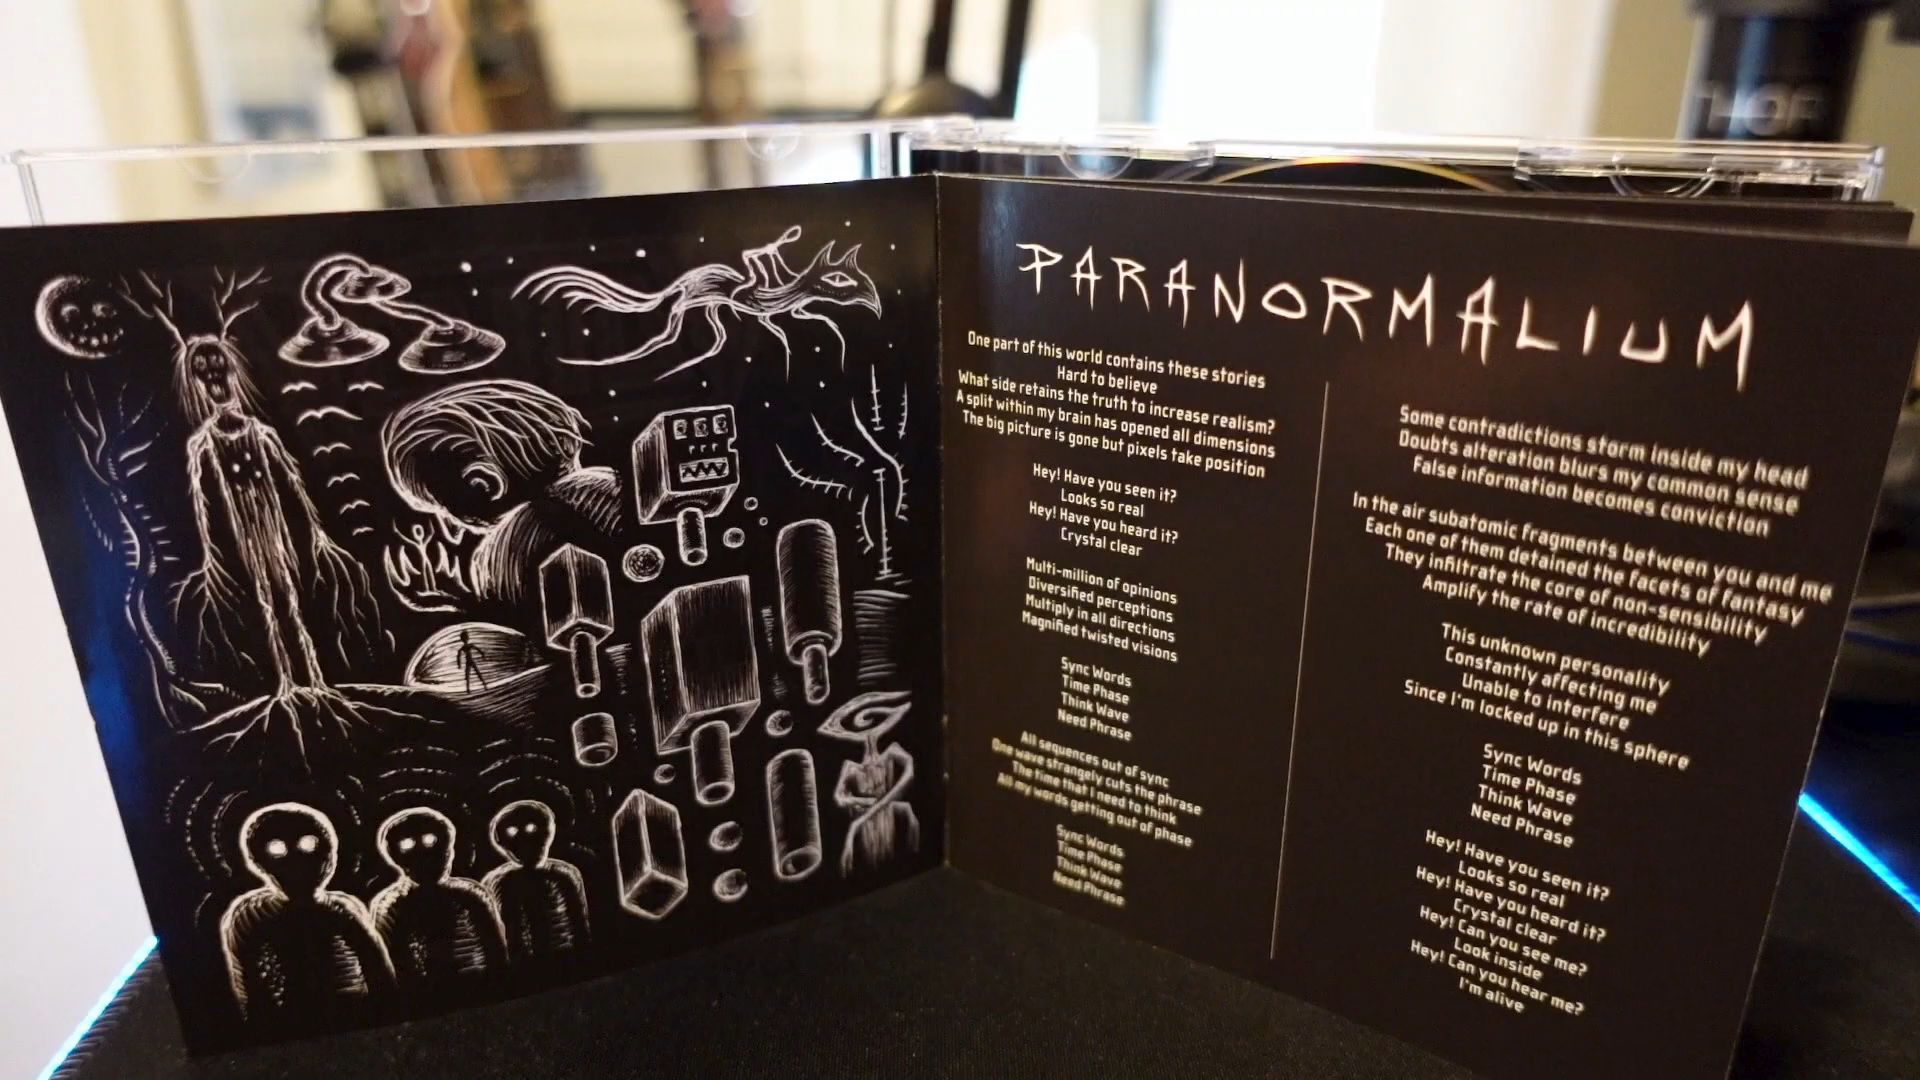 PARANORMALIUM
One part of this world contains these stories
Hard to believe
What side retains the truth to increase realism?
A split within my brain has opened all dimensions
The big picture is gone but pixels take position
Hey! Have you seen it?
Looks so real
Hey! Have you heard it?
Crystal clear
Multi-million of opinions
Diversified perceptions
Multiply in all directions
Magnified twisted visions
Sync Words
Time Phase
Think Wave
Need Phrase
All sequences out of sync
One wave strangely cuts the phrase
The time that I need to think
All my words getting out of phase
Sync Words
Time Phase
Think Wave
Need Phrase
Some contradictions storm inside my head
Doubts alteration blurs my common sense
False information becomes conviction
In the air subatomic fragments between you and me
Each one of them detained the facets of fantasy
They infiltrate the core of non-sensibility
Amplify the rate of incredibility
This unknown personality
Constantly affecting me
Unable to interfere
Since I'm locked up in this sphere
Sync Words
Time Phase
Think Wave
Need Phrase
Hey! Have you seen it?
Looks so real
Hey! Have you heard it?
Crystal clear
Hey! Can you see me?
Look inside
Hey! Can you hear me?
I'm alive